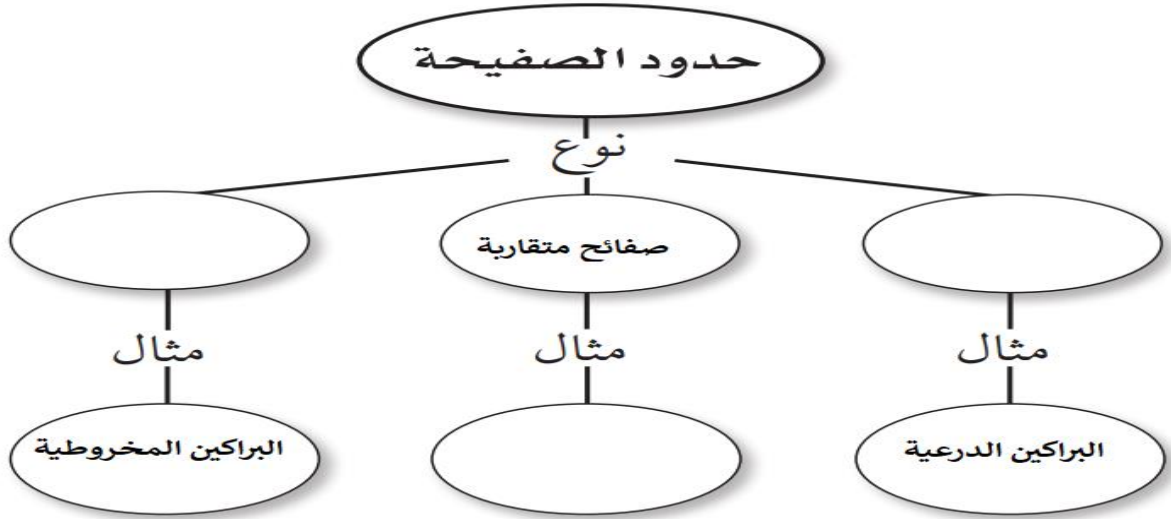 حدود الصفيحة
نوع
صفائح متقاربة
مثال
مثال
مثال
البراكين الدرعية
البراكين المخروطية